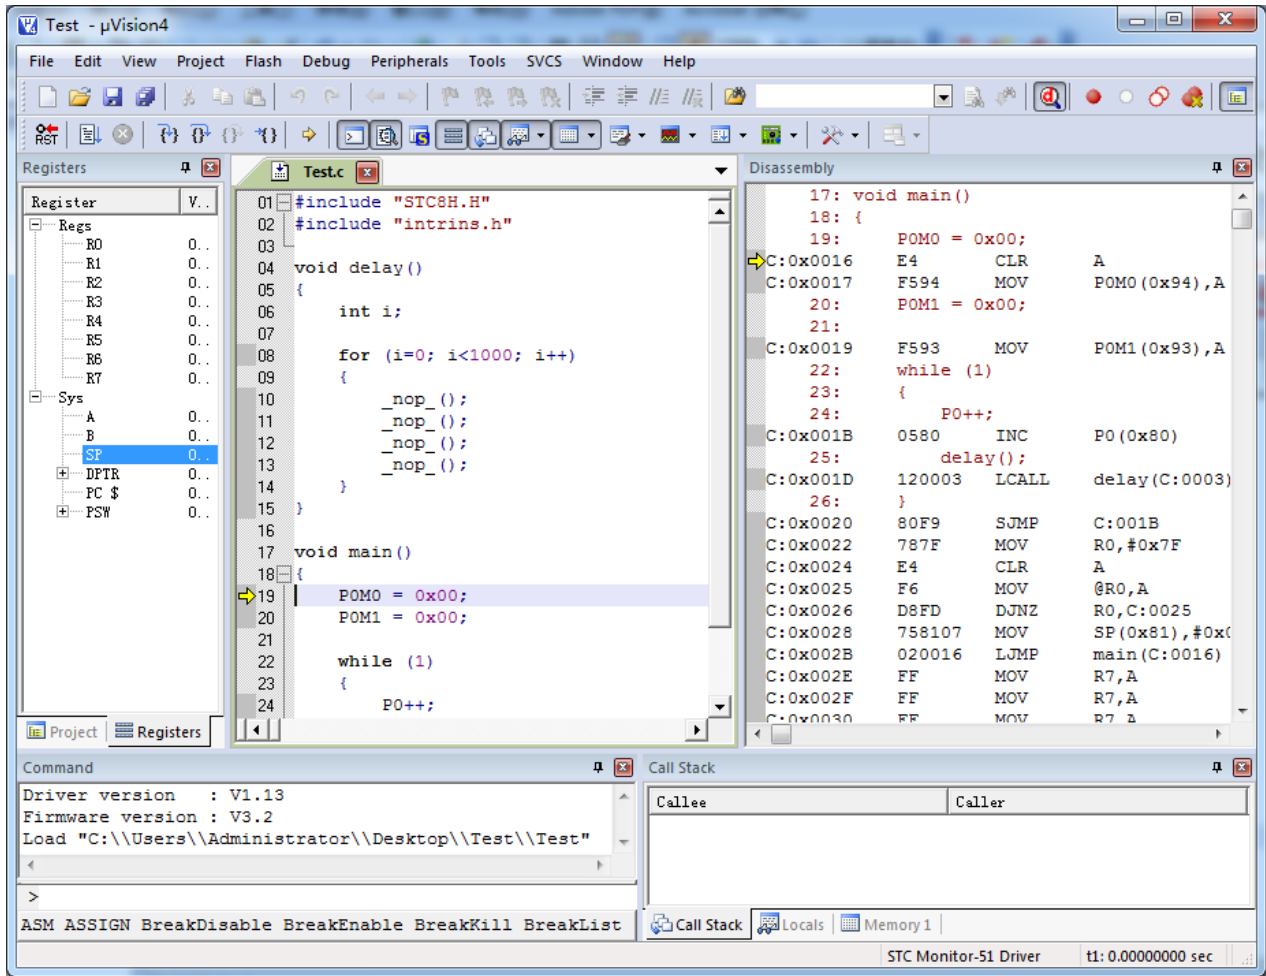 Test - µVision4
File Edit View Project Flash Debug Peripherals Tools SVCS Window Help
RST
Registers
Register V..
Regs
R0 0..
R1 0..
R2 0..
R3 0..
R4 0..
R5 0..
R6 0..
R7 0..
Sys
A 0..
B 0..
SP 0..
DPTR 0..
PC $ 0..
PSW 0..
Project Registers
Test.c
01 #include "STC8H.H"
02 #include "intrins.h"
03
04 void delay()
05 {
06 int i;
07
08 for (i=0; i<1000; i++)
09 {
10 _nop_();
11 _nop_();
12 _nop_();
13 _nop_();
14 }
15 }
16
17 void main()
18 {
19 P0M0 = 0x00;
20 P0M1 = 0x00;
21
22 while (1)
23 {
24 P0++;
Disassembly
17: void main()
18: {
19: P0M0 = 0x00;
C:0x0016 E4 CLR A
C:0x0017 F594 MOV P0M0(0x94),A
20: P0M1 = 0x00;
21:
C:0x0019 F593 MOV P0M1(0x93),A
22: while (1)
23: {
24: P0++;
C:0x001B 0580 INC P0(0x80)
25: delay();
C:0x001D 120003 LCALL delay(C:0003)
26: }
C:0x0020 80F9 SJMP C:001B
C:0x0022 787F MOV R0,#0x7F
C:0x0024 E4 CLR A
C:0x0025 F6 MOV @R0,A
C:0x0026 D8FD DJNZ R0,C:0025
C:0x0028 758107 MOV SP(0x81),#0x0
C:0x002B 020016 LJMP main(C:0016)
C:0x002E FF MOV R7,A
C:0x002F FF MOV R7,A
C:0x0030 FF MOV R7,A
Command
Driver version : V1.13
Firmware version : V3.2
Load "C:\\Users\\Administrator\\Desktop\\Test\\Test"
>
ASM ASSIGN BreakDisable BreakEnable BreakKill BreakList
Call Stack
Callee Caller
Call Stack Locals Memory 1
STC Monitor-51 Driver t1: 0.00000000 sec